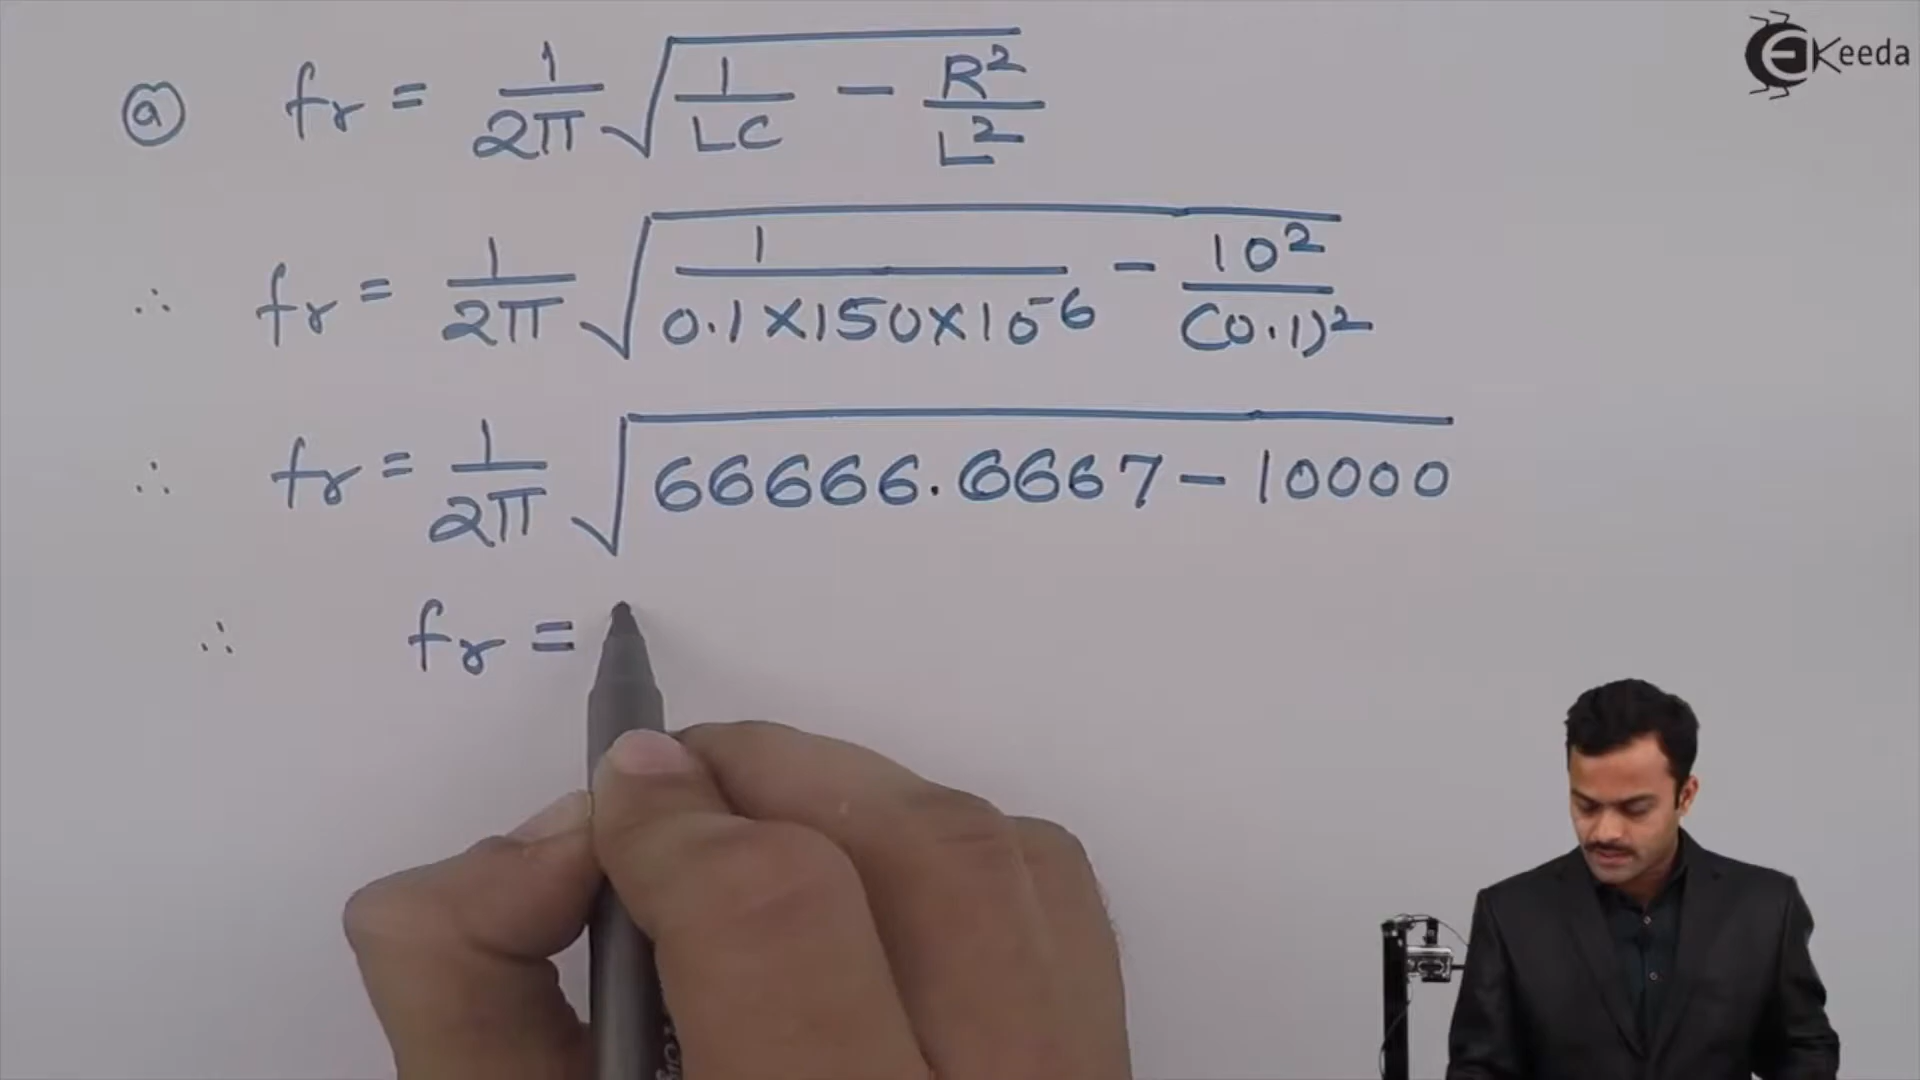 EKeeda
ⓐ fr = 1/2π √(1/LC − R²/L²)
∴ fr = 1/2π √(1/0.1×150×10⁻⁶ − 10²/(0.1)²)
∴ fr = 1/2π √(66666.6667 − 10000)
∴ fr =